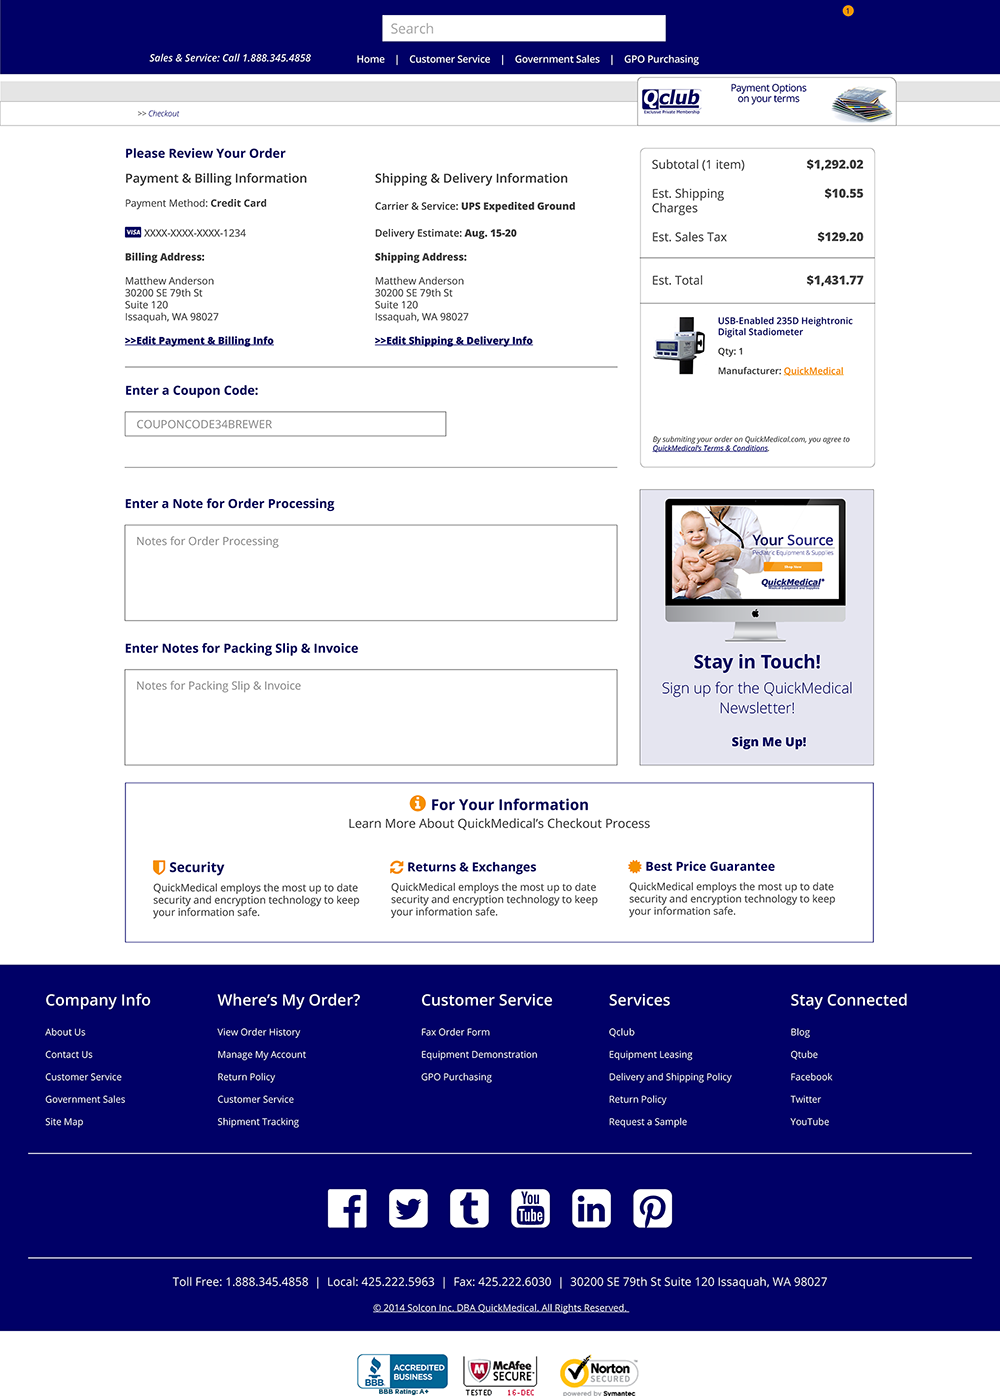 1
Search
Sales & Service: Call 1.888.345.4858
Home | Customer Service | Government Sales | GPO Purchasing
Qclub
Exclusive Private Membership
Payment Options
on your terms
>> Checkout
Please Review Your Order
Payment & Billing Information
Payment Method: Credit Card
VISA XXXX-XXXX-XXXX-1234
Billing Address:
Matthew Anderson
30200 SE 79th St
Suite 120
Issaquah, WA 98027
>>Edit Payment & Billing Info
Shipping & Delivery Information
Carrier & Service: UPS Expedited Ground
Delivery Estimate: Aug. 15-20
Shipping Address:
Matthew Anderson
30200 SE 79th St
Suite 120
Issaquah, WA 98027
>>Edit Shipping & Delivery Info
Enter a Coupon Code:
COUPONCODE34BREWER
Enter a Note for Order Processing
Notes for Order Processing
Enter Notes for Packing Slip & Invoice
Notes for Packing Slip & Invoice
Subtotal (1 item) $1,292.02
Est. Shipping $10.55
Charges
Est. Sales Tax $129.20
Est. Total $1,431.77
USB-Enabled 235D Heightronic
Digital Stadiometer
Qty: 1
Manufacturer: QuickMedical
By submiting your order on QuickMedical.com, you agree to
QuickMedical's Terms & Conditions.
Your Source
Pediatric Equipment & Supplies
Shop Now
QuickMedical®
Medical Equipment and Supplies
Stay in Touch!
Sign up for the QuickMedical
Newsletter!
Sign Me Up!
For Your Information
Learn More About QuickMedical's Checkout Process
Security
QuickMedical employs the most up to date
security and encryption technology to keep
your information safe.
Returns & Exchanges
QuickMedical employs the most up to date
security and encryption technology to keep
your information safe.
Best Price Guarantee
QuickMedical employs the most up to date
security and encryption technology to keep
your information safe.
Company Info
About Us
Contact Us
Customer Service
Government Sales
Site Map
Where's My Order?
View Order History
Manage My Account
Return Policy
Customer Service
Shipment Tracking
Customer Service
Fax Order Form
Equipment Demonstration
GPO Purchasing
Services
Qclub
Equipment Leasing
Delivery and Shipping Policy
Return Policy
Request a Sample
Stay Connected
Blog
Qtube
Facebook
Twitter
YouTube
You
Tube
in
Toll Free: 1.888.345.4858 | Local: 425.222.5963 | Fax: 425.222.6030 | 30200 SE 79th St Suite 120 Issaquah, WA 98027
© 2014 Solcon Inc. DBA QuickMedical. All Rights Reserved.
BBB
ACCREDITED
BUSINESS
BBB Rating: A+
McAfee
SECURE
TESTED 16-DEC
Norton
SECURED
powered by Symantec